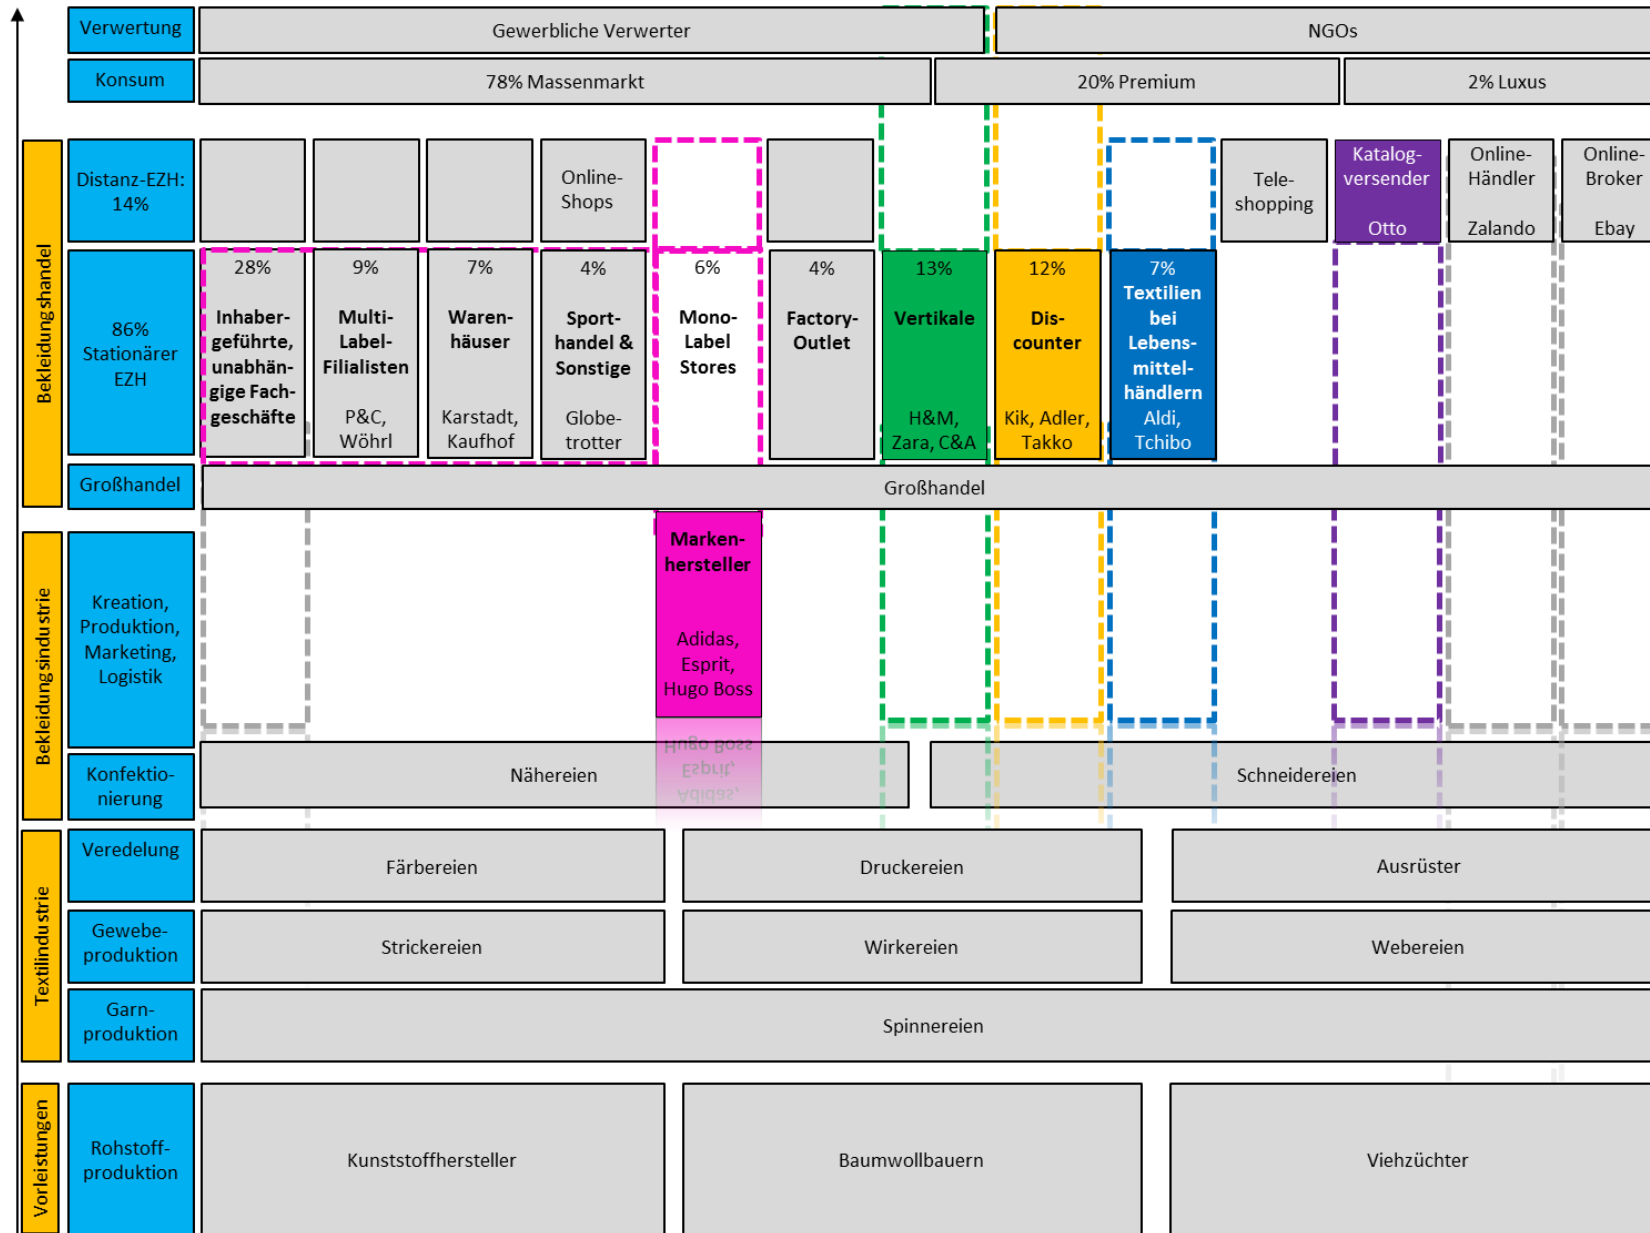 Verwertung
Gewerbliche Verwerter
NGOs
Konsum
78% Massenmarkt
20% Premium
2% Luxus
Bekleidungshandel
Distanz-EZH:
14%
Online-
Shops
Tele-
shopping
Katalog-
versender
Otto
Online-
Händler
Zalando
Online-
Broker
Ebay
86%
Stationärer
EZH
28%
Inhaber-
geführte,
unabhän-
gige Fach-
geschäfte
9%
Multi-
Label-
Filialisten
P&C,
Wöhrl
7%
Waren-
häuser
Karstadt,
Kaufhof
4%
Sport-
handel &
Sonstige
Globe-
trotter
6%
Mono-
Label
Stores
4%
Factory-
Outlet
13%
Vertikale
H&M,
Zara, C&A
12%
Dis-
counter
Kik, Adler,
Takko
7%
Textilien
bei
Lebens-
mittel-
händlern
Aldi,
Tchibo
Großhandel
Großhandel
Bekleidungsindustrie
Kreation,
Produktion,
Marketing,
Logistik
Marken-
hersteller
Adidas,
Esprit,
Hugo Boss
Hugo Boss
Esprit,
Adidas,
Konfektio-
nierung
Nähereien
Schneidereien
Textilindustrie
Veredelung
Färbereien
Druckereien
Ausrüster
Gewebe-
produktion
Strickereien
Wirkereien
Webereien
Garn-
produktion
Spinnereien
Vorleistungen
Rohstoff-
produktion
Kunststoffhersteller
Baumwollbauern
Viehzüchter